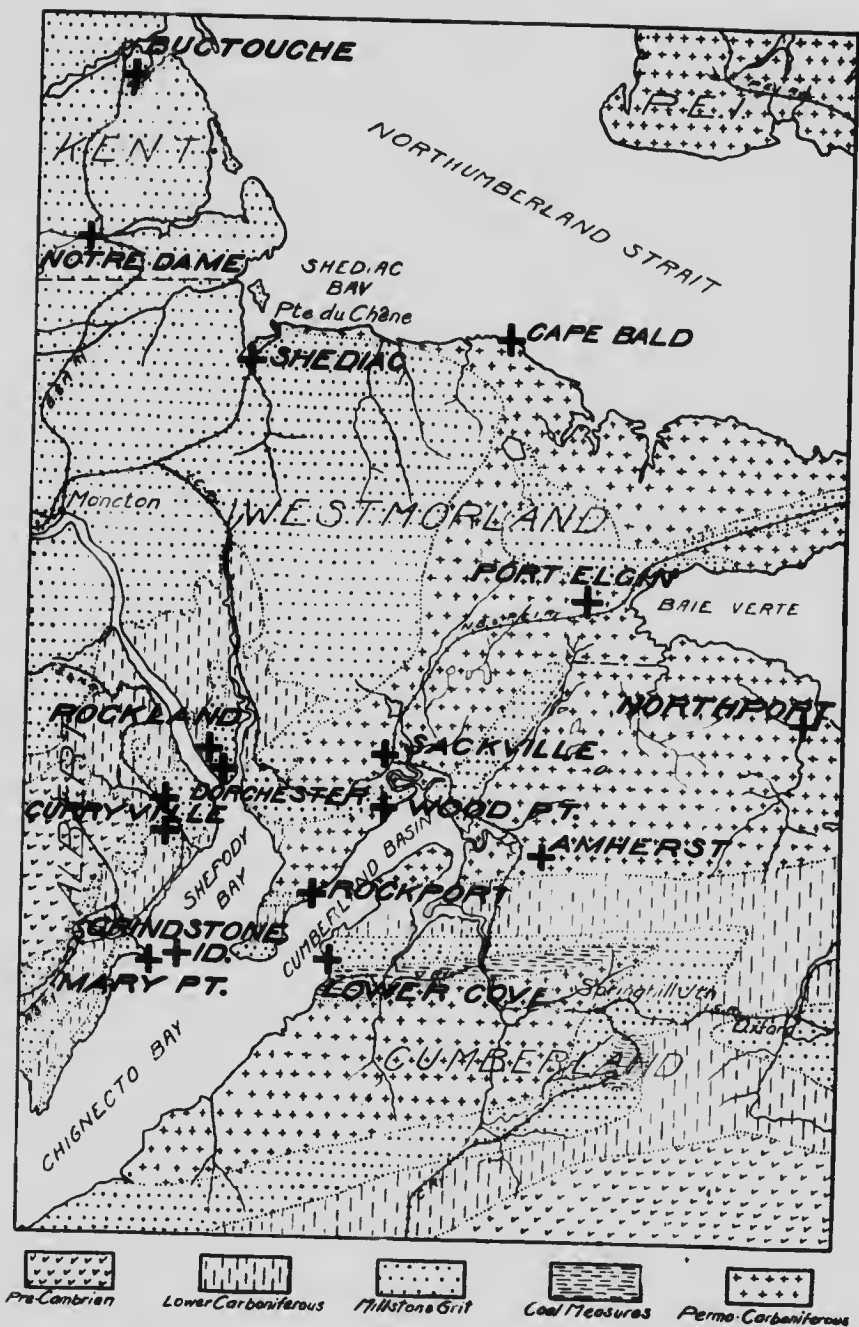 BUCTOUCHE
P.E.I.
KENT
NORTHUMBERLAND STRAIT
NOTRE DAME
SHEDIAC
BAY
Pte du Chêne
CAPE BALD
SHEDIAC
Moncton
I.C.R.
WESTMORLAND
PORT ELGIN
BAIE VERTE
ROCKLAND
NORTHPORT
SACKVILLE
DORCHESTER
CURRYVILLE
WOOD PT.
ALBERT
AMHERST
SHEPODY
BAY
ROCKPORT
CUMBERLAND BASIN
GRINDSTONE
ID.
MARY PT.
LOWER COVE
Springhill Jth
Oxford
CUMBERLAND
CHIGNECTO BAY
Pre-Cambrian
Lower Carboniferous
Millstone Grit
Coal Measures
Permo-Carboniferous